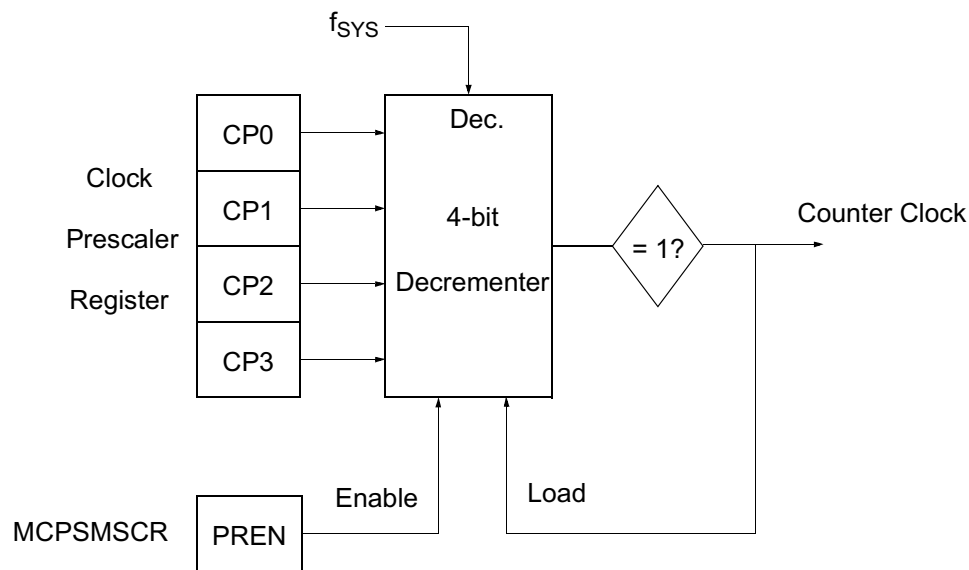 fSYS
CP0
Dec.
Clock
CP1
4-bit
Counter Clock
Prescaler
= 1?
CP2
Decrementer
Register
CP3
Enable
Load
MCPSMSCR
PREN